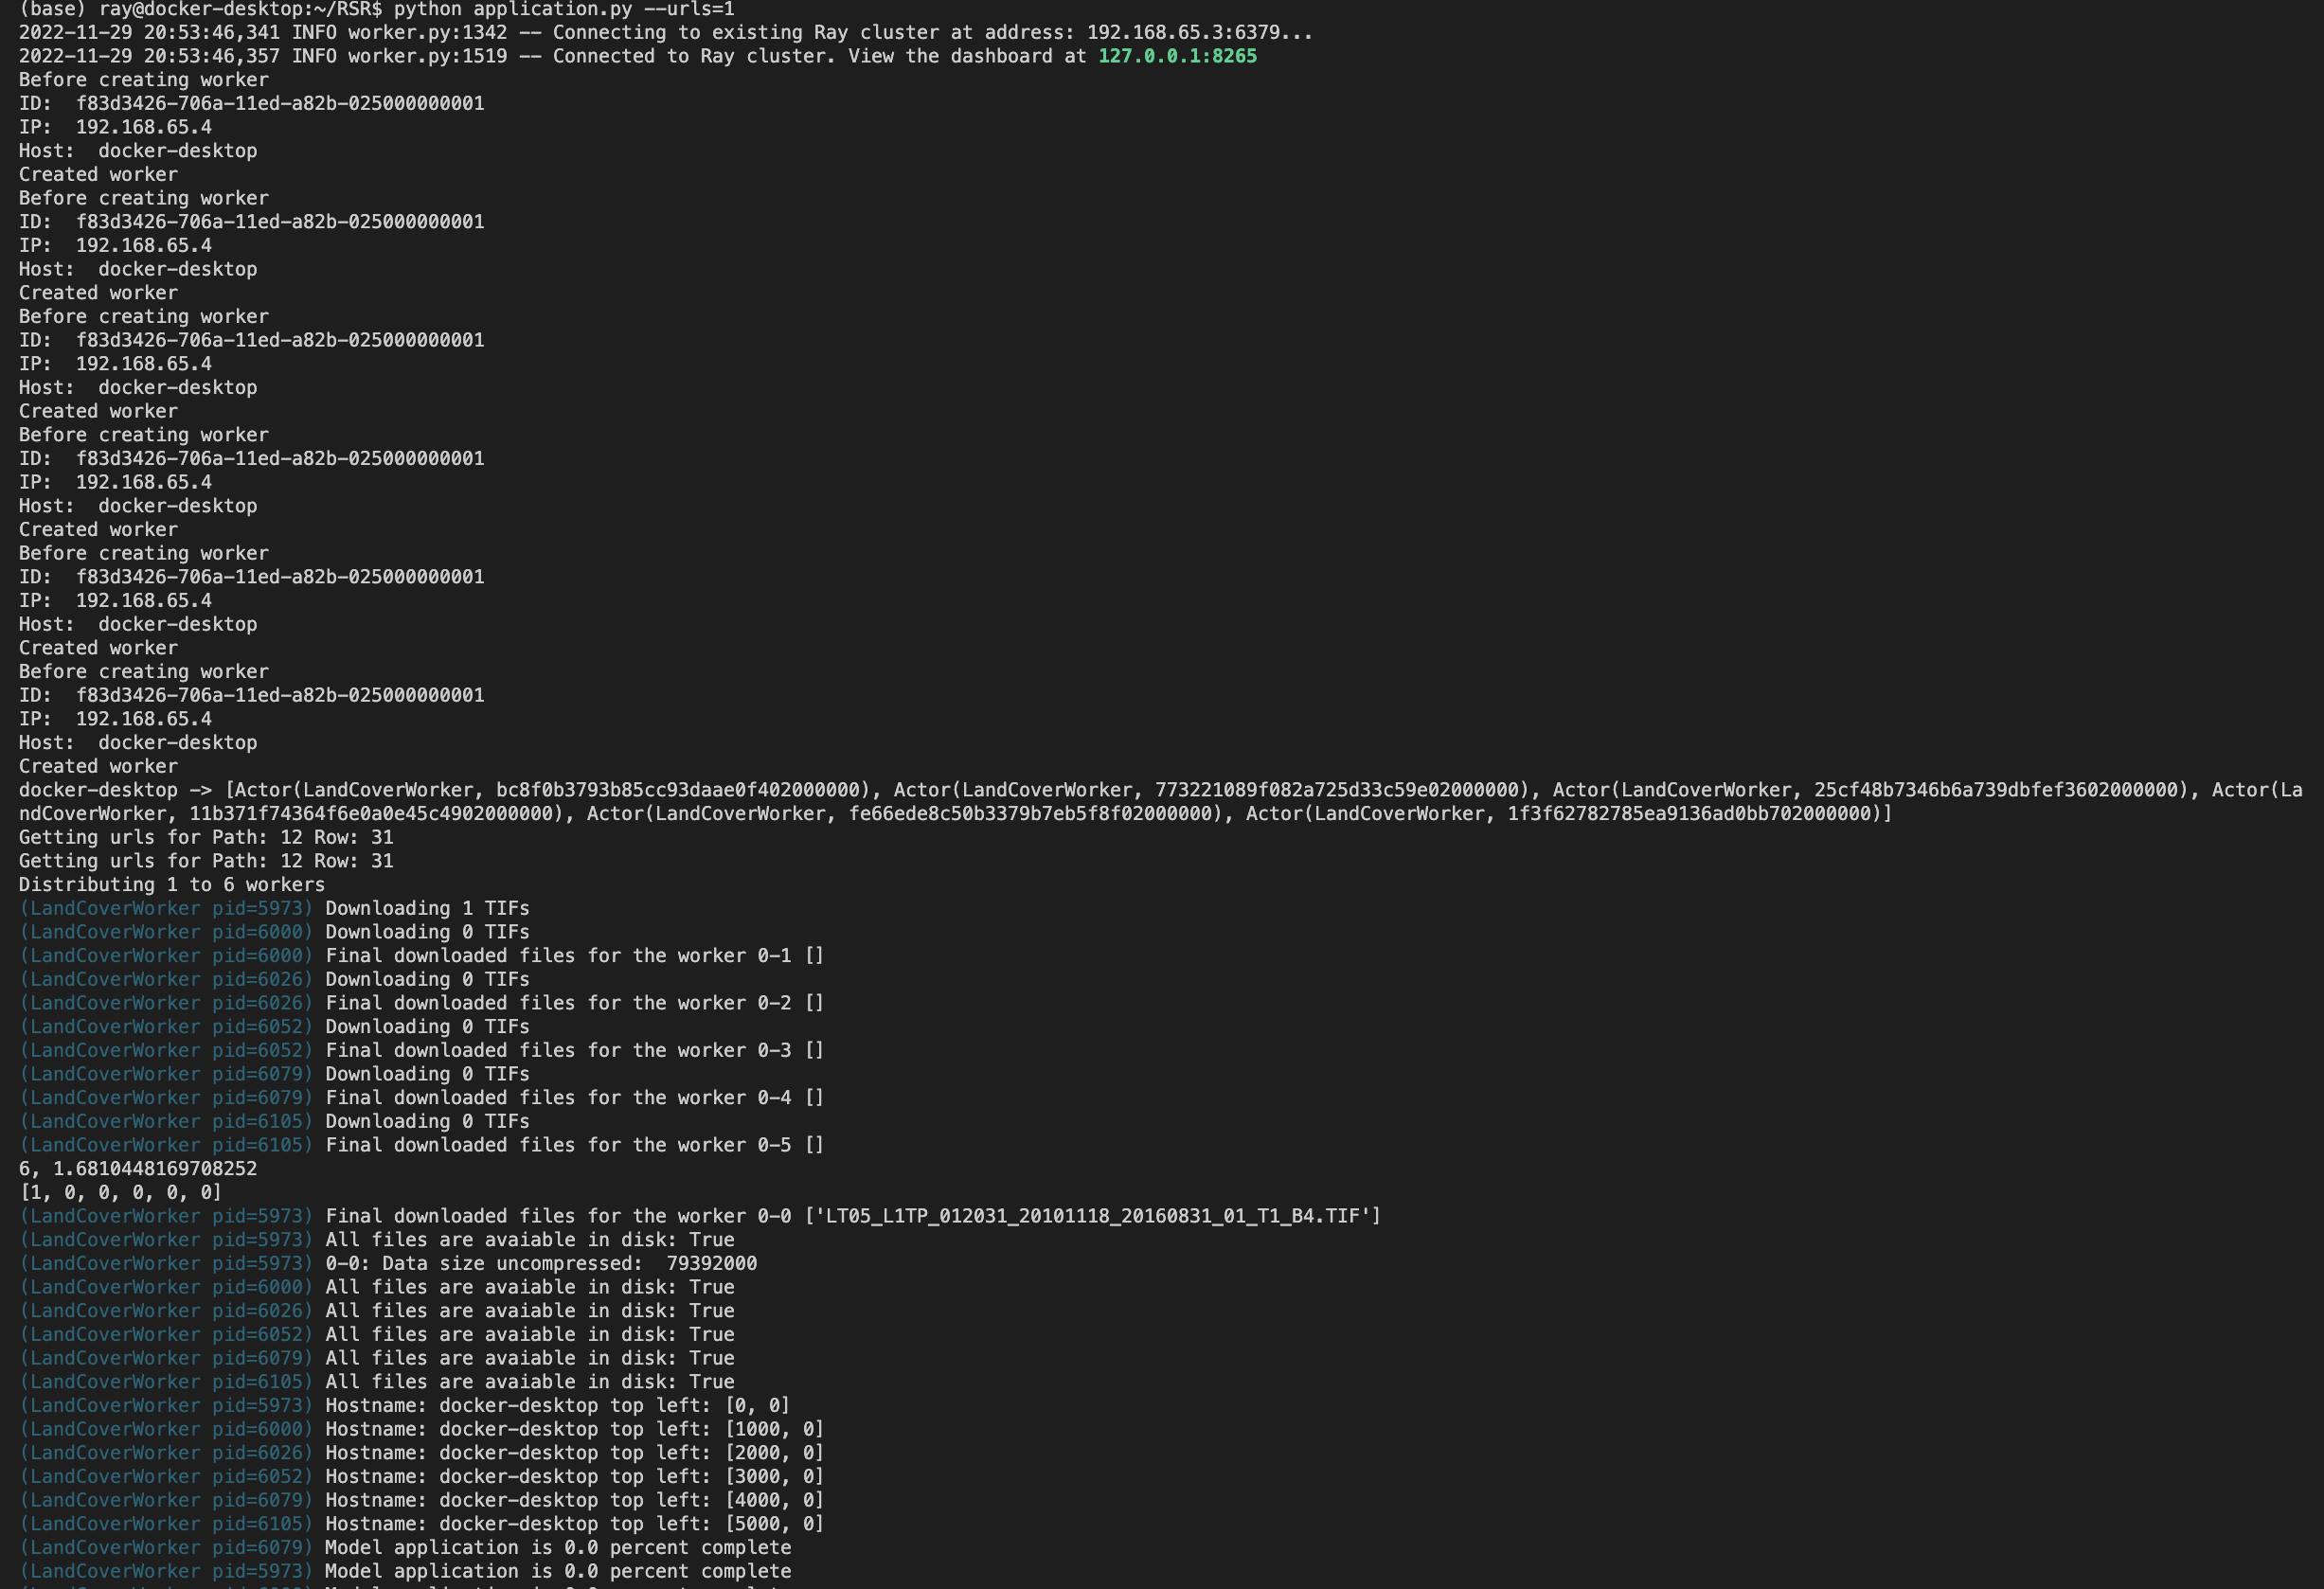 (base) ray@docker-desktop:~/RSR$ python application.py --urls=1
2022-11-29 20:53:46,341 INFO worker.py:1342 -- Connecting to existing Ray cluster at address: 192.168.65.3:6379...
2022-11-29 20:53:46,357 INFO worker.py:1519 -- Connected to Ray cluster. View the dashboard at 127.0.0.1:8265
Before creating worker
ID:  f83d3426-706a-11ed-a82b-025000000001
IP:  192.168.65.4
Host:  docker-desktop
Created worker
Before creating worker
ID:  f83d3426-706a-11ed-a82b-025000000001
IP:  192.168.65.4
Host:  docker-desktop
Created worker
Before creating worker
ID:  f83d3426-706a-11ed-a82b-025000000001
IP:  192.168.65.4
Host:  docker-desktop
Created worker
Before creating worker
ID:  f83d3426-706a-11ed-a82b-025000000001
IP:  192.168.65.4
Host:  docker-desktop
Created worker
Before creating worker
ID:  f83d3426-706a-11ed-a82b-025000000001
IP:  192.168.65.4
Host:  docker-desktop
Created worker
Before creating worker
ID:  f83d3426-706a-11ed-a82b-025000000001
IP:  192.168.65.4
Host:  docker-desktop
Created worker
docker-desktop -> [Actor(LandCoverWorker, bc8f0b3793b85cc93daae0f402000000), Actor(LandCoverWorker, 773221089f082a725d33c59e02000000), Actor(LandCoverWorker, 25cf48b7346b6a739dbfef3602000000), Actor(La
ndCoverWorker, 11b371f74364f6e0a0e45c4902000000), Actor(LandCoverWorker, fe66ede8c50b3379b7eb5f8f02000000), Actor(LandCoverWorker, 1f3f62782785ea9136ad0bb702000000)]
Getting urls for Path: 12 Row: 31
Getting urls for Path: 12 Row: 31
Distributing 1 to 6 workers
(LandCoverWorker pid=5973) Downloading 1 TIFs
(LandCoverWorker pid=6000) Downloading 0 TIFs
(LandCoverWorker pid=6000) Final downloaded files for the worker 0-1 []
(LandCoverWorker pid=6026) Downloading 0 TIFs
(LandCoverWorker pid=6026) Final downloaded files for the worker 0-2 []
(LandCoverWorker pid=6052) Downloading 0 TIFs
(LandCoverWorker pid=6052) Final downloaded files for the worker 0-3 []
(LandCoverWorker pid=6079) Downloading 0 TIFs
(LandCoverWorker pid=6079) Final downloaded files for the worker 0-4 []
(LandCoverWorker pid=6105) Downloading 0 TIFs
(LandCoverWorker pid=6105) Final downloaded files for the worker 0-5 []
6, 1.6810448169708252
[1, 0, 0, 0, 0, 0]
(LandCoverWorker pid=5973) Final downloaded files for the worker 0-0 ['LT05_L1TP_012031_20101118_20160831_01_T1_B4.TIF']
(LandCoverWorker pid=5973) All files are avaiable in disk: True
(LandCoverWorker pid=5973) 0-0: Data size uncompressed:  79392000
(LandCoverWorker pid=6000) All files are avaiable in disk: True
(LandCoverWorker pid=6026) All files are avaiable in disk: True
(LandCoverWorker pid=6052) All files are avaiable in disk: True
(LandCoverWorker pid=6079) All files are avaiable in disk: True
(LandCoverWorker pid=6105) All files are avaiable in disk: True
(LandCoverWorker pid=5973) Hostname: docker-desktop top left: [0, 0]
(LandCoverWorker pid=6000) Hostname: docker-desktop top left: [1000, 0]
(LandCoverWorker pid=6026) Hostname: docker-desktop top left: [2000, 0]
(LandCoverWorker pid=6052) Hostname: docker-desktop top left: [3000, 0]
(LandCoverWorker pid=6079) Hostname: docker-desktop top left: [4000, 0]
(LandCoverWorker pid=6105) Hostname: docker-desktop top left: [5000, 0]
(LandCoverWorker pid=6079) Model application is 0.0 percent complete
(LandCoverWorker pid=5973) Model application is 0.0 percent complete